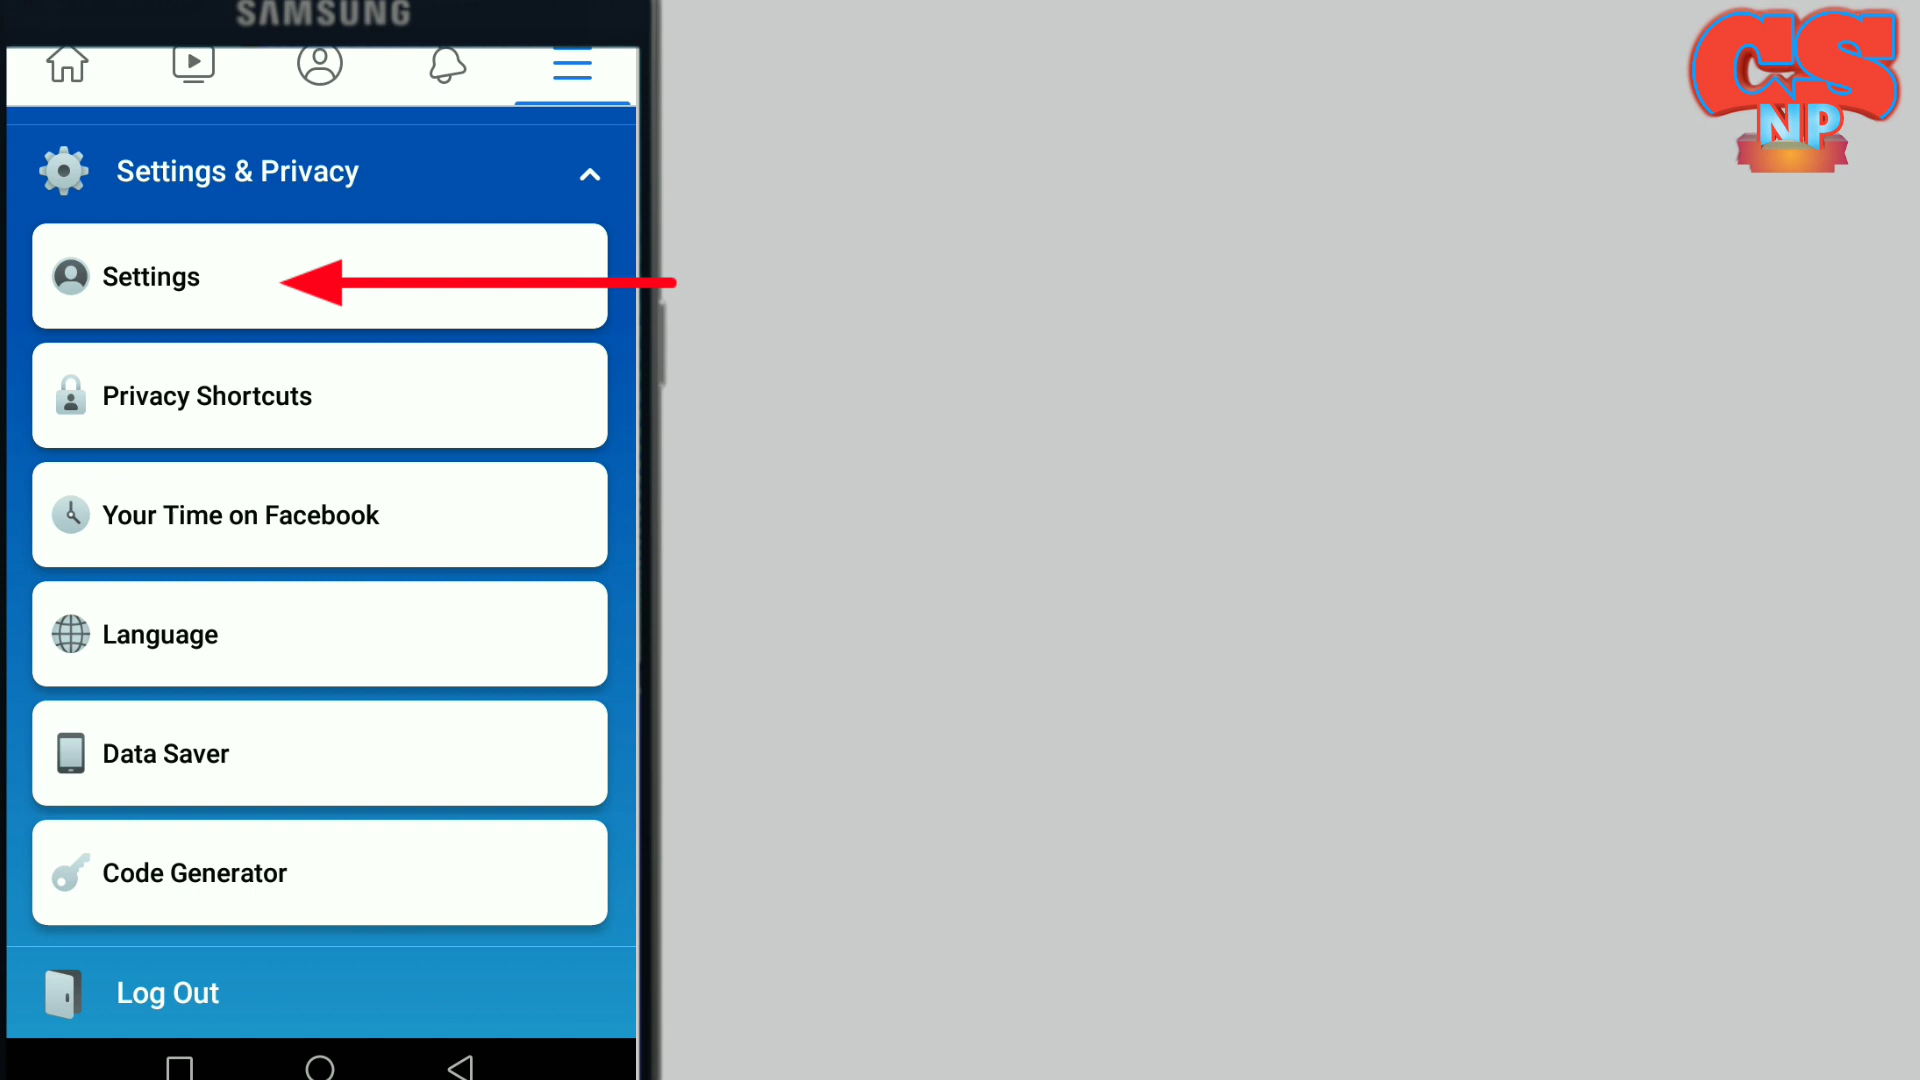 SAMSUNG
CS
NP
Settings & Privacy
Settings
Privacy Shortcuts
Your Time on Facebook
Language
Data Saver
Code Generator
Log Out